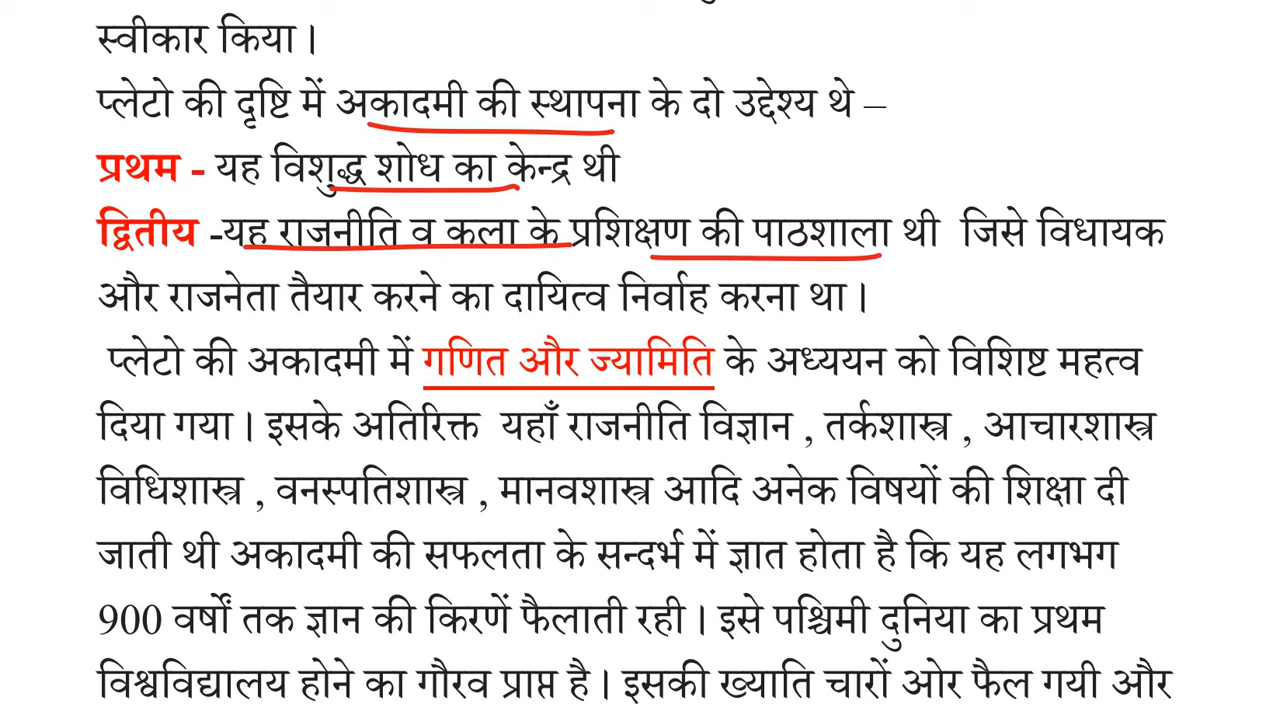 स्वीकार किया।
प्लेटो की दृष्टि में अकादमी की स्थापना के दो उद्देश्य थे –
प्रथम - यह विशुद्ध शोध का केन्द्र थी
द्वितीय -यह राजनीति व कला के प्रशिक्षण की पाठशाला थी जिसे विधायक
और राजनेता तैयार करने का दायित्व निर्वाह करना था।
प्लेटो की अकादमी में गणित और ज्यामिति के अध्ययन को विशिष्ट महत्व
दिया गया। इसके अतिरिक्त यहाँ राजनीति विज्ञान , तर्कशास्त्र , आचारशास्त्र
विधिशास्त्र , वनस्पतिशास्त्र , मानवशास्त्र आदि अनेक विषयों की शिक्षा दी
जाती थी अकादमी की सफलता के सन्दर्भ में ज्ञात होता है कि यह लगभग
900 वर्षों तक ज्ञान की किरणें फैलाती रही। इसे पश्चिमी दुनिया का प्रथम
विश्वविद्यालय होने का गौरव प्राप्त है। इसकी ख्याति चारों ओर फैल गयी और